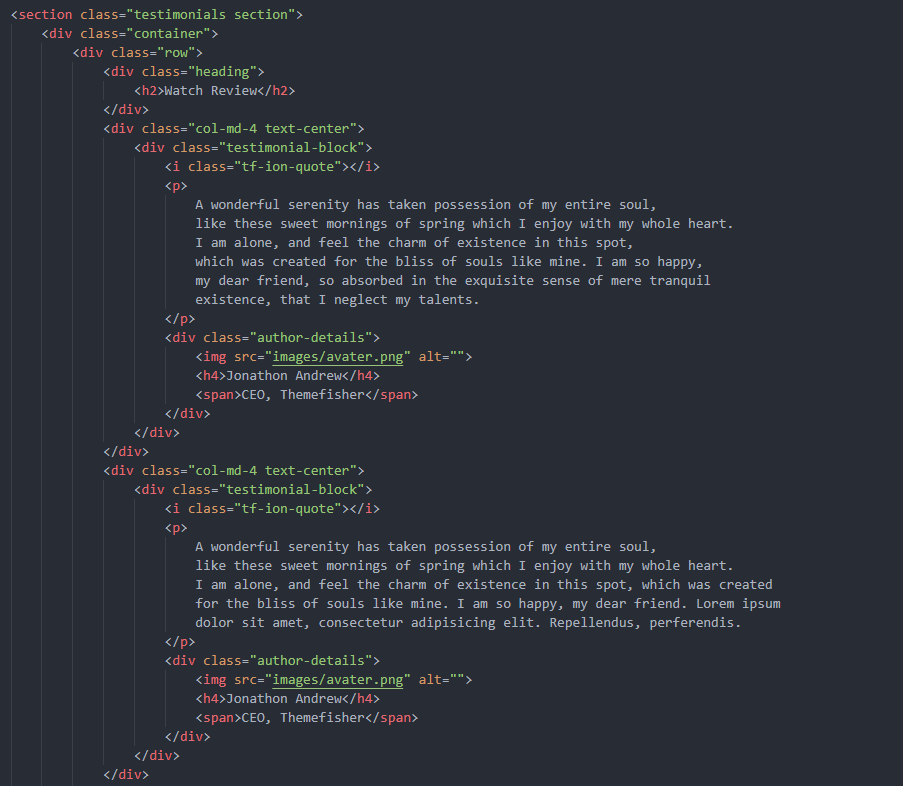 <section class="testimonials section">
    <div class="container">
        <div class="row">
            <div class="heading">
                <h2>Watch Review</h2>
            </div>
            <div class="col-md-4 text-center">
                <div class="testimonial-block">
                    <i class="tf-ion-quote"></i>
                    <p>
                        A wonderful serenity has taken possession of my entire soul,
                        like these sweet mornings of spring which I enjoy with my whole heart.
                        I am alone, and feel the charm of existence in this spot,
                        which was created for the bliss of souls like mine. I am so happy,
                        my dear friend, so absorbed in the exquisite sense of mere tranquil
                        existence, that I neglect my talents.
                    </p>
                    <div class="author-details">
                        <img src="images/avater.png" alt="">
                        <h4>Jonathon Andrew</h4>
                        <span>CEO, Themefisher</span>
                    </div>
                </div>
            </div>
            <div class="col-md-4 text-center">
                <div class="testimonial-block">
                    <i class="tf-ion-quote"></i>
                    <p>
                        A wonderful serenity has taken possession of my entire soul,
                        like these sweet mornings of spring which I enjoy with my whole heart.
                        I am alone, and feel the charm of existence in this spot, which was created
                        for the bliss of souls like mine. I am so happy, my dear friend. Lorem ipsum
                        dolor sit amet, consectetur adipisicing elit. Repellendus, perferendis.
                    </p>
                    <div class="author-details">
                        <img src="images/avater.png" alt="">
                        <h4>Jonathon Andrew</h4>
                        <span>CEO, Themefisher</span>
                    </div>
                </div>
            </div>